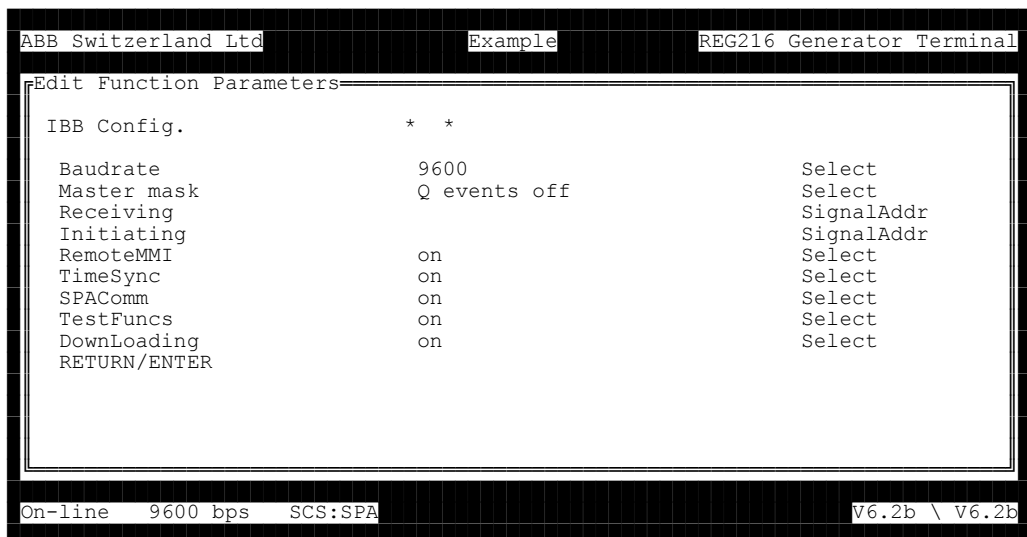 ABB Switzerland Ltd Example REG216 Generator Terminal
Edit Function Parameters
IBB Config. * *
Baudrate 9600 Select
Master mask Q events off Select
Receiving SignalAddr
Initiating SignalAddr
RemoteMMI on Select
TimeSync on Select
SPAComm on Select
TestFuncs on Select
DownLoading on Select
RETURN/ENTER
On-line 9600 bps SCS:SPA V6.2b \ V6.2b